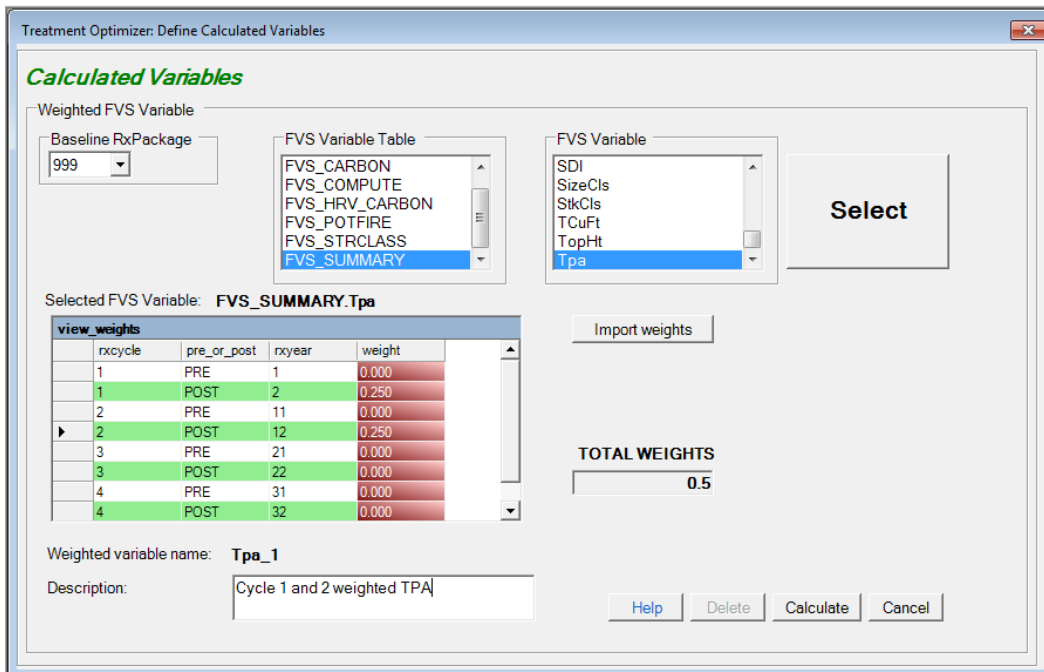 Treatment Optimizer: Define Calculated Variables
Calculated Variables
Weighted FVS Variable
Baseline RxPackage
999
FVS Variable Table
FVS_CARBON
FVS_COMPUTE
FVS_HRV_CARBON
FVS_POTFIRE
FVS_STRCLASS
FVS_SUMMARY
FVS Variable
SDI
SizeCls
StkCls
TCuFt
TopHt
Tpa
Select
Selected FVS Variable: FVS_SUMMARY.Tpa
view_weights
rxcycle pre_or_post rxyear weight
1 PRE 1 0.000
1 POST 2 0.250
2 PRE 11 0.000
2 POST 12 0.250
3 PRE 21 0.000
3 POST 22 0.000
4 PRE 31 0.000
4 POST 32 0.000
Import weights
TOTAL WEIGHTS
0.5
Weighted variable name: Tpa_1
Description: Cycle 1 and 2 weighted TPA
Help Delete Calculate Cancel